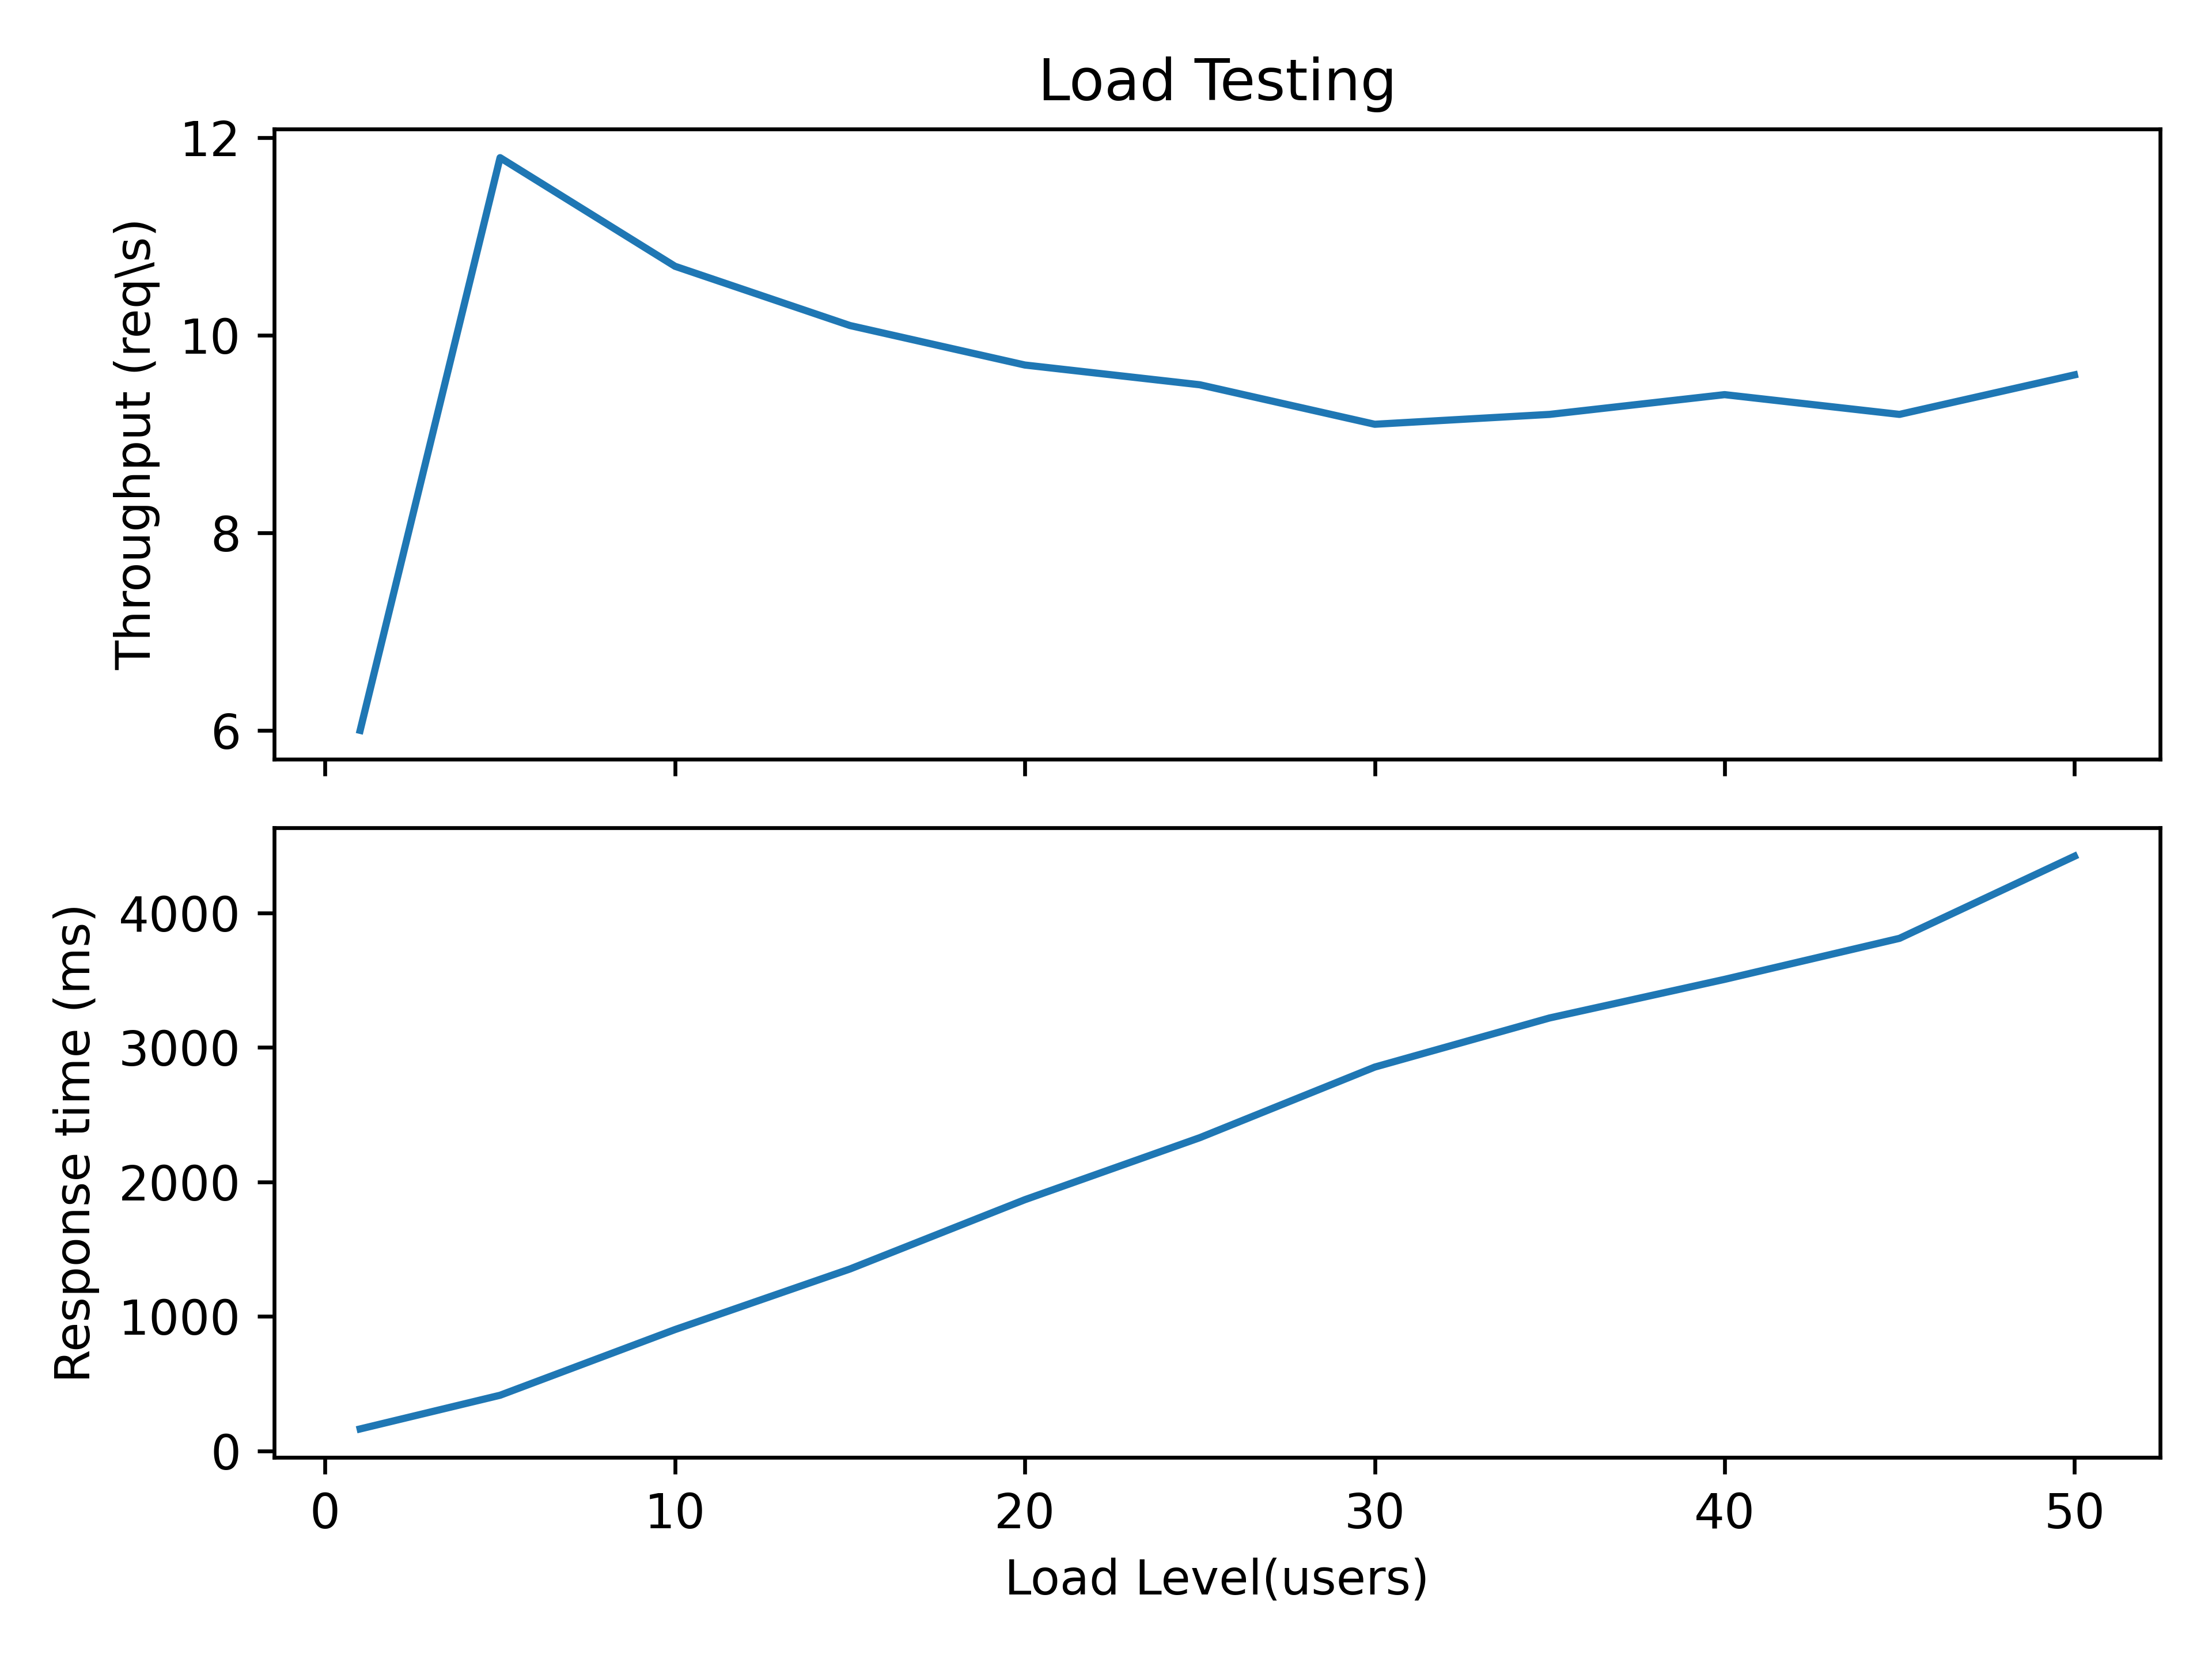 Load Testing
12
10
8
6
Throughput (req\s)
4000
3000
2000
1000
0
Response time (ms)
0 10 20 30 40 50
Load Level(users)